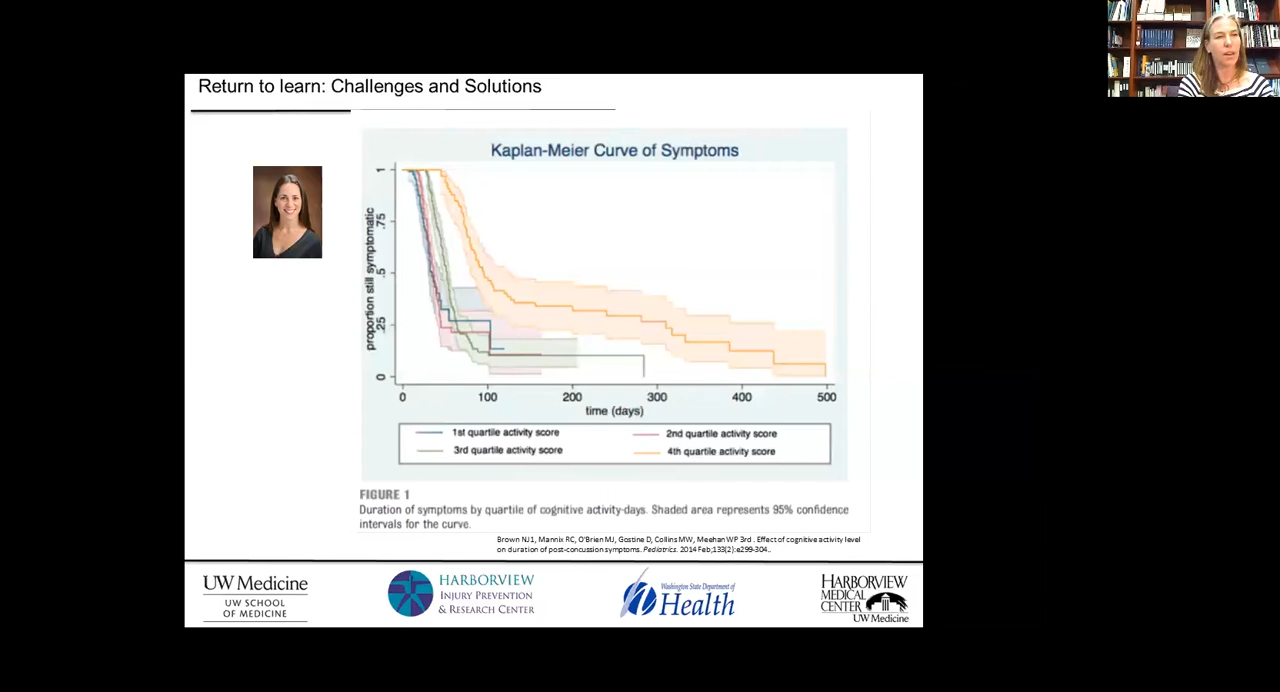 Return to learn: Challenges and Solutions
Kaplan-Meier Curve of Symptoms
proportion still symptomatic
1
.75
.5
.25
0
0 100 200 300 400 500
time (days)
1st quartile activity score 2nd quartile activity score
3rd quartile activity score 4th quartile activity score
FIGURE 1
Duration of symptoms by quartile of cognitive activity-days. Shaded area represents 95% confidence
intervals for the curve.
Brown NJ1, Mannix RC, O'Brien MJ, Gostine D, Collins MW, Meehan WP 3rd . Effect of cognitive activity level
on duration of post-concussion symptoms. Pediatrics. 2014 Feb;133(2):e299-304..
UW Medicine
UW SCHOOL
OF MEDICINE
HARBORVIEW
INJURY PREVENTION
& RESEARCH CENTER
Washington State Department of
Health
HARBORVIEW
MEDICAL
CENTER
UW Medicine